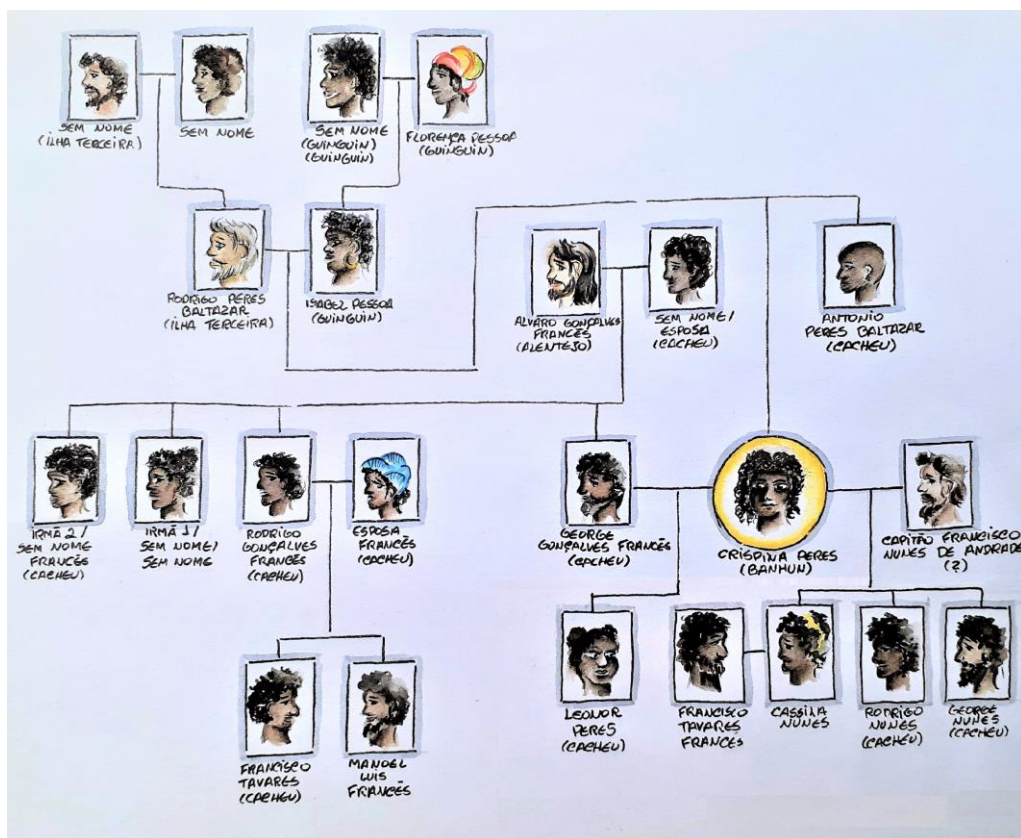 SEM NOME
(ILHA TERCEIRA)
SEM NOME
SEM NOME
(GUINGUIN)
(GUINGUIN)
FLORENÇA PESSOA
(GUINGUIN)
RODRIGO PERES
BALTAZAR
(ILHA TERCEIRA)
ISABEL PESSOA
(GUINGUIN)
ALVARO GONÇALVES
FRANCÊS
(ALENTEJO)
SEM NOME/
ESPOSA
(CACHEU)
ANTONIO
PERES BALTAZAR
(CACHEU)
IRMÃ 2/
SEM NOME
FRANCÊS
(CACHEU)
IRMÃ 1/
SEM NOME/
SEM NOME
RODRIGO
GONÇALVES
FRANCÊS
(CACHEU)
ESPOSA
FRANCÊS
(CACHEU)
GEORGE
GONÇALVES FRANCÊS
(CACHEU)
CRISPINA PERES
(BANHUN)
CAPITÃO FRANCISCO
NUNES DE ANDRADE
(?)
LEONOR
PERES
(CACHEU)
FRANCISCO
TAVARES
FRANCÊS
CASSINA
NUNES
RODRIGO
NUNES
(CACHEU)
GEORGE
NUNES
(CACHEU)
FRANCISCO
TAVARES
(CACHEU)
MANOEL
LUIS
FRANCÊS